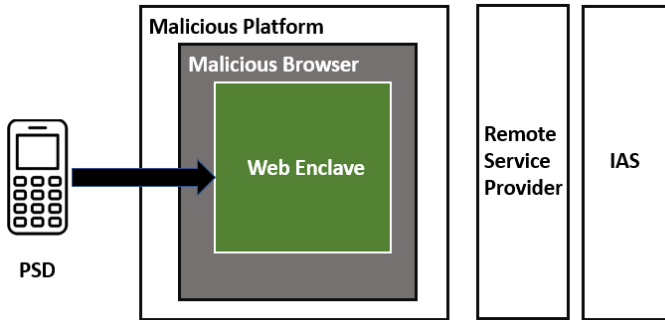 Malicious Platform
Malicious Browser
Web Enclave
PSD
Remote
Service
Provider
IAS